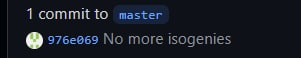 1 commit to master
976e069 No more isogenies